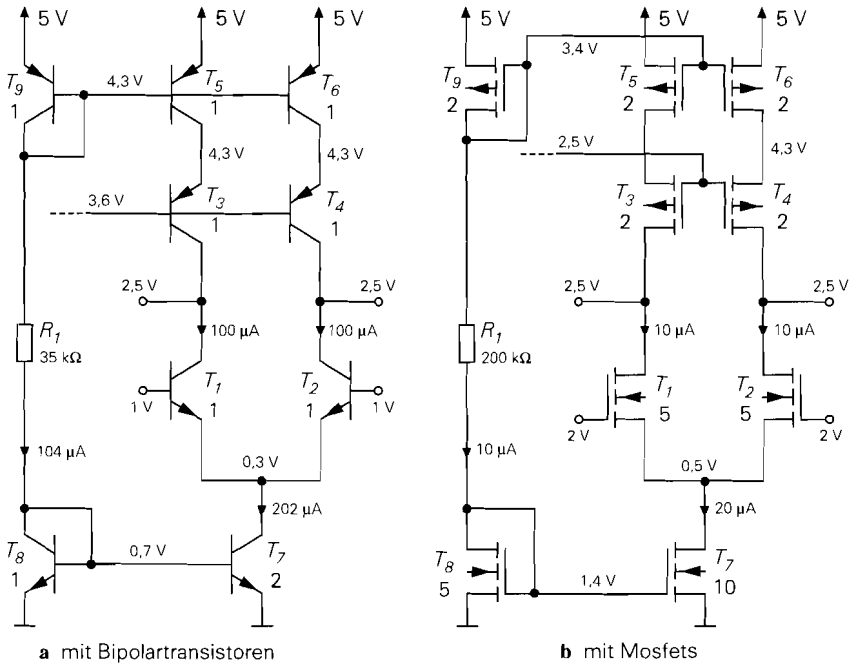 5 V 5 V 5 V 5 V 5 V 5 V
3,4 V
T9 T5 T6 T9 T5 T6
4,3 V
1 1 1 2 2 2
4,3 V 4,3 V 2,5 V 4,3 V
3,6 V T3 T4 T3 T4
1 1 2 2
2,5 V 2,5 V 2,5 V 2,5 V
R1 100 µA 100 µA R1 10 µA 10 µA
35 kΩ 200 kΩ
T1 T2 T1 T2
1 1 5 5
1 V 1 V 2 V 2 V
104 µA 0,3 V 10 µA 0,5 V
202 µA 20 µA
T8 0,7 V T7 T8 1,4 V T7
1 2 5 10
a mit Bipolartransistoren b mit Mosfets